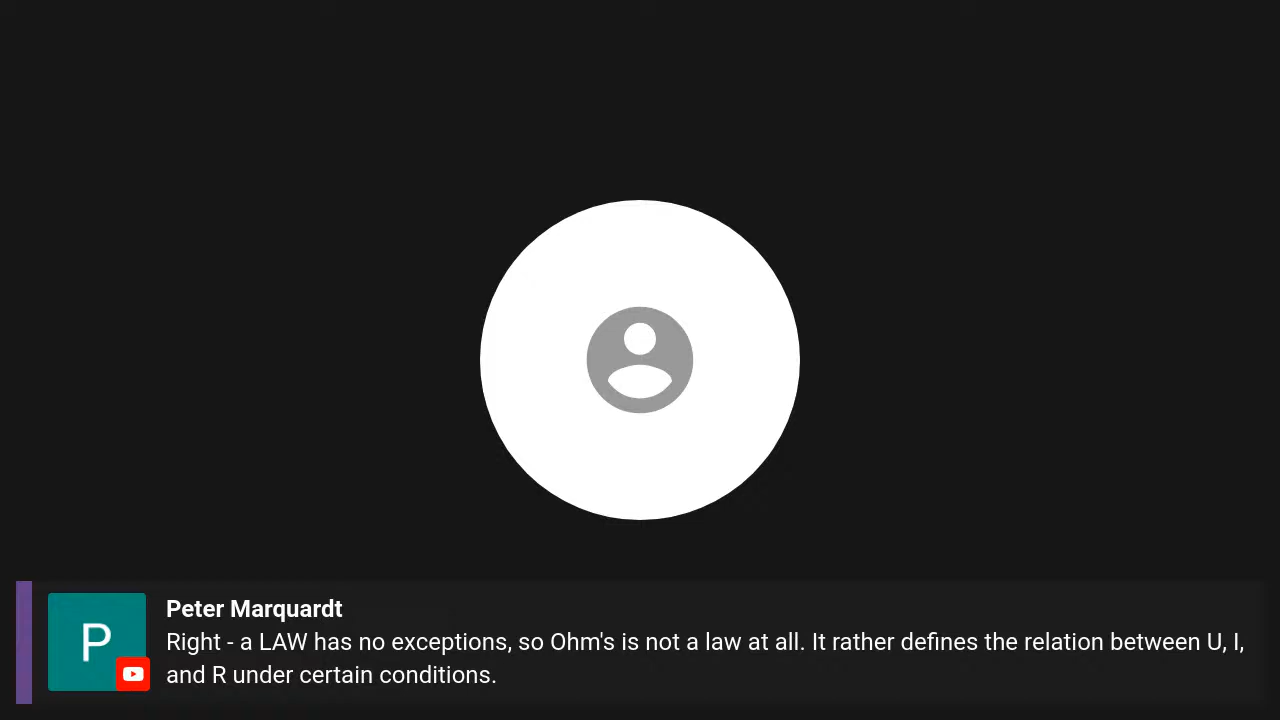 P
Peter Marquardt
Right - a LAW has no exceptions, so Ohm's is not a law at all. It rather defines the relation between U, I,
and R under certain conditions.